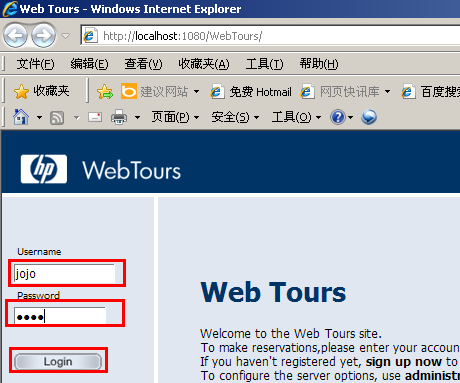 Web Tours - Windows Internet Explorer
http://localhost:1080/WebTours/
文件(F) 编辑(E) 查看(V) 收藏夹(A) 工具(T) 帮助(H)
收藏夹 建议网站 免费 Hotmail 网页快讯库 百度搜
页面(P) 安全(S) 工具(O)
hp WebTours
Username
jojo
Password
Login
Web Tours
Welcome to the Web Tours site.
To make reservations,please enter your accoun
If you haven't registered yet, sign up now to
To configure the server options, use administr